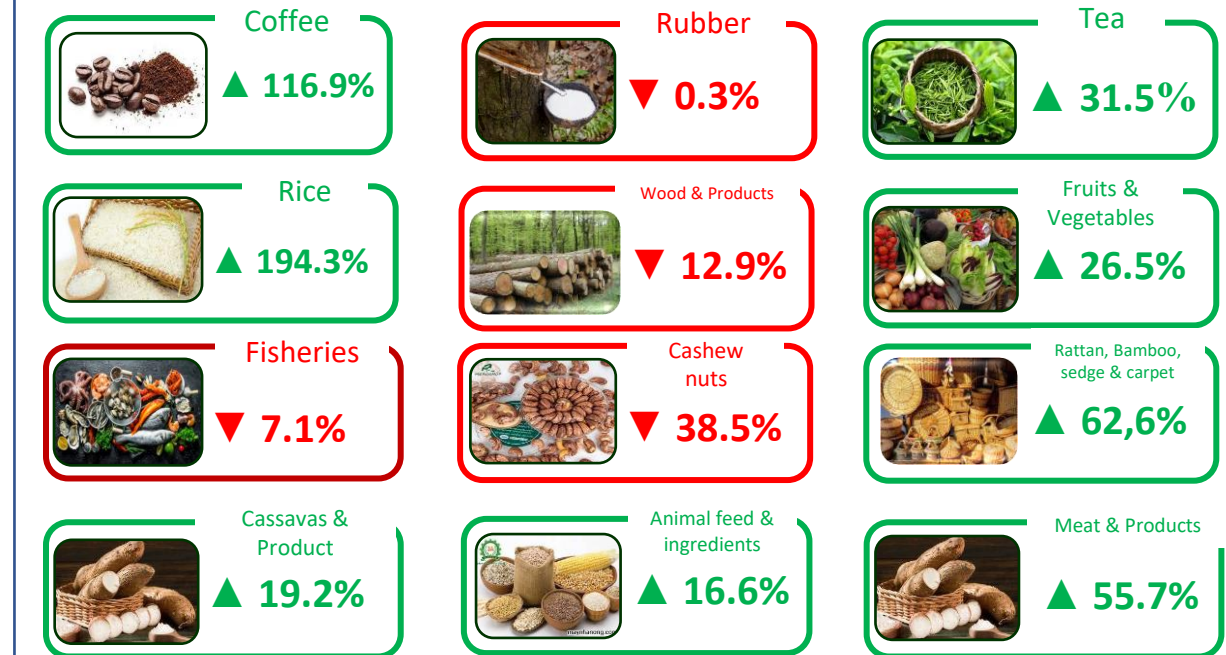 Coffee
▲ 116.9%
Rubber
▼ 0.3%
Tea
▲ 31.5%
Rice
▲ 194.3%
Wood & Products
▼ 12.9%
Fruits &
Vegetables
▲ 26.5%
Fisheries
▼ 7.1%
Cashew
nuts
▼ 38.5%
Rattan, Bamboo,
sedge & carpet
▲ 62,6%
Cassavas &
Product
▲ 19.2%
Animal feed &
ingredients
▲ 16.6%
Meat & Products
▲ 55.7%